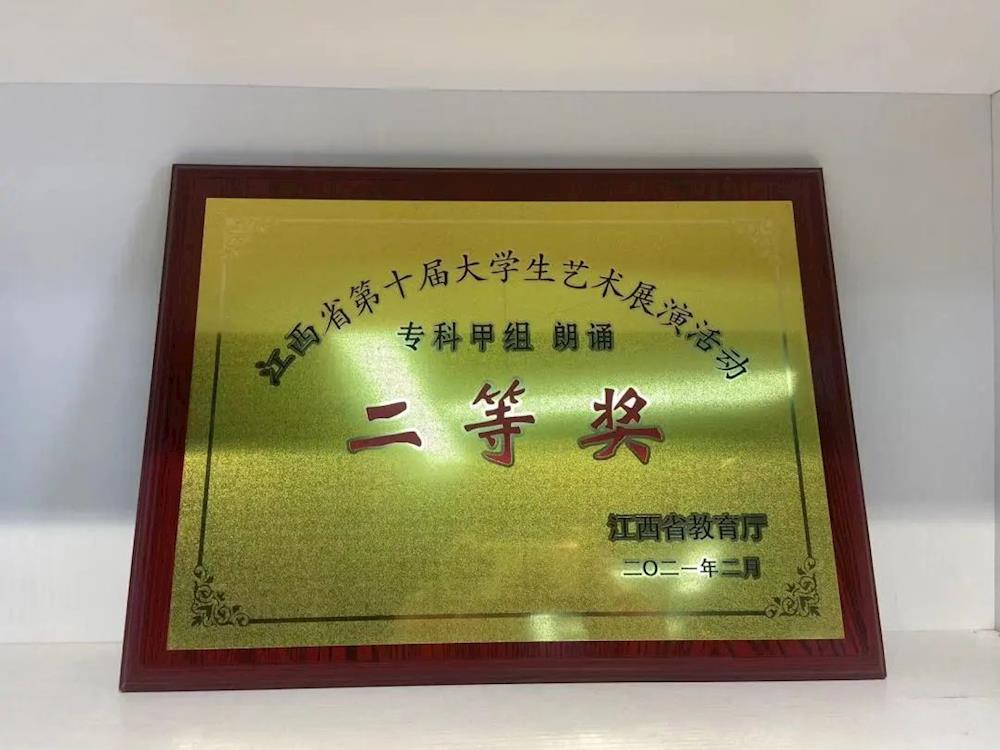 江西省第十届大学生艺术展演活动
专科甲组 朗诵
二等奖
江西省教育厅
二〇二一年二月